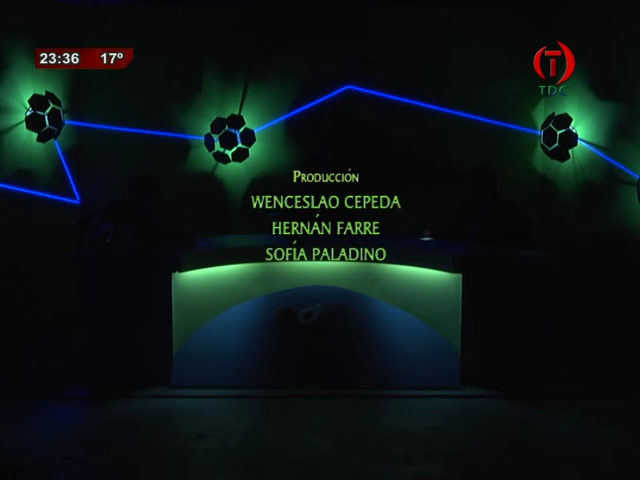 23:36 17º
T
TDC
Producción
WENCESLAO CEPEDA
HERNÁN FARRE
SOFÍA PALADINO
d